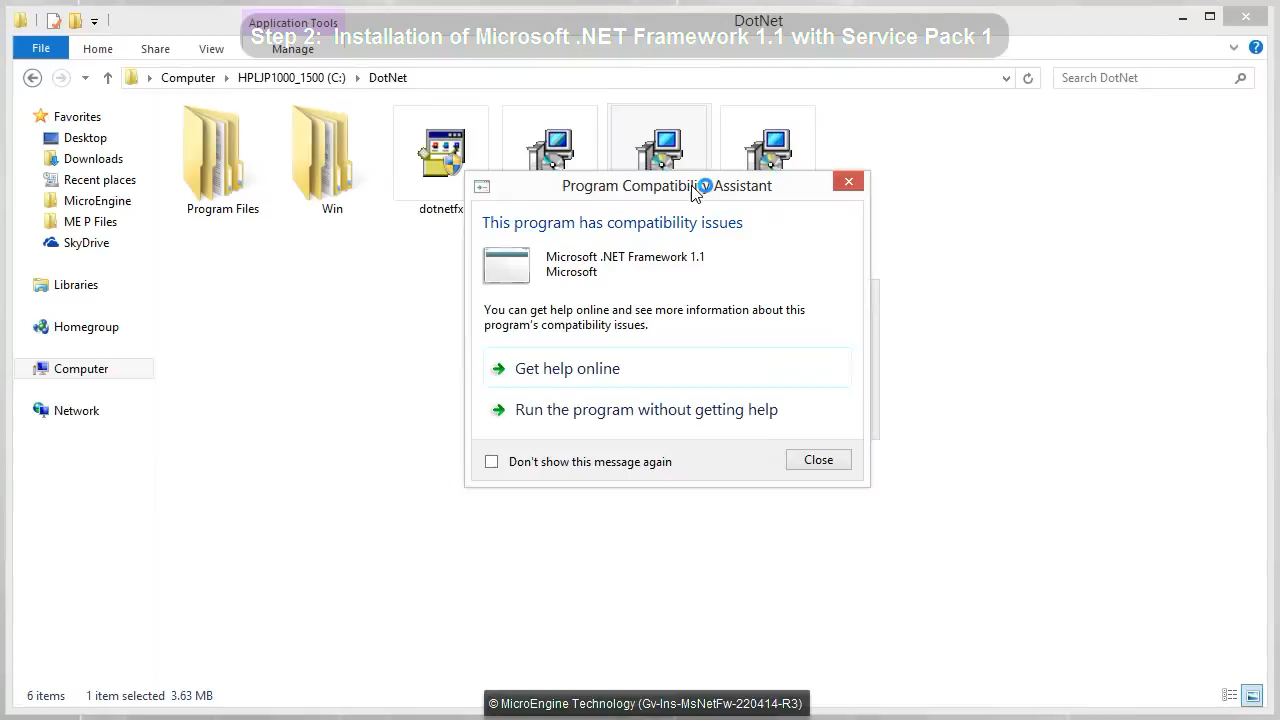 Application Tools
DotNet
Step 2: Installation of Microsoft .NET Framework 1.1 with Service Pack 1
File
Home
Share
View
Manage
Computer
HPLJP1000_1500 (C:)
DotNet
Search DotNet
Favorites
Desktop
Downloads
Recent places
MicroEngine
ME P Files
SkyDrive
Libraries
Homegroup
Computer
Network
Program Files
Win
dotnetfx
Program Compatibility Assistant
This program has compatibility issues
Microsoft .NET Framework 1.1
Microsoft
You can get help online and see more information about this
program's compatibility issues.
Get help online
Run the program without getting help
Don't show this message again
Close
6 items
1 item selected 3.63 MB
© MicroEngine Technology (Gv-Ins-MsNetFw-220414-R3)